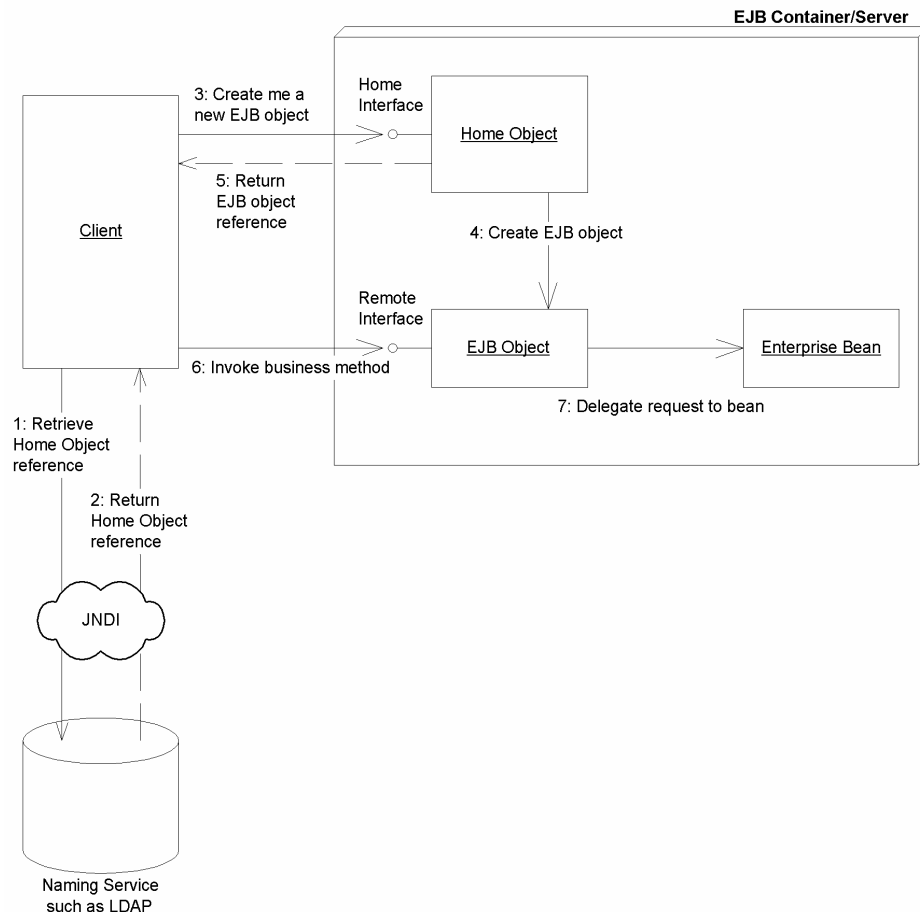 EJB Container/Server
3: Create me a
new EJB object
Home
Interface
Home Object
5: Return
EJB object
reference
Client
4: Create EJB object
Remote
Interface
EJB Object
Enterprise Bean
6: Invoke business method
7: Delegate request to bean
1: Retrieve
Home Object
reference
2: Return
Home Object
reference
JNDI
Naming Service
such as LDAP